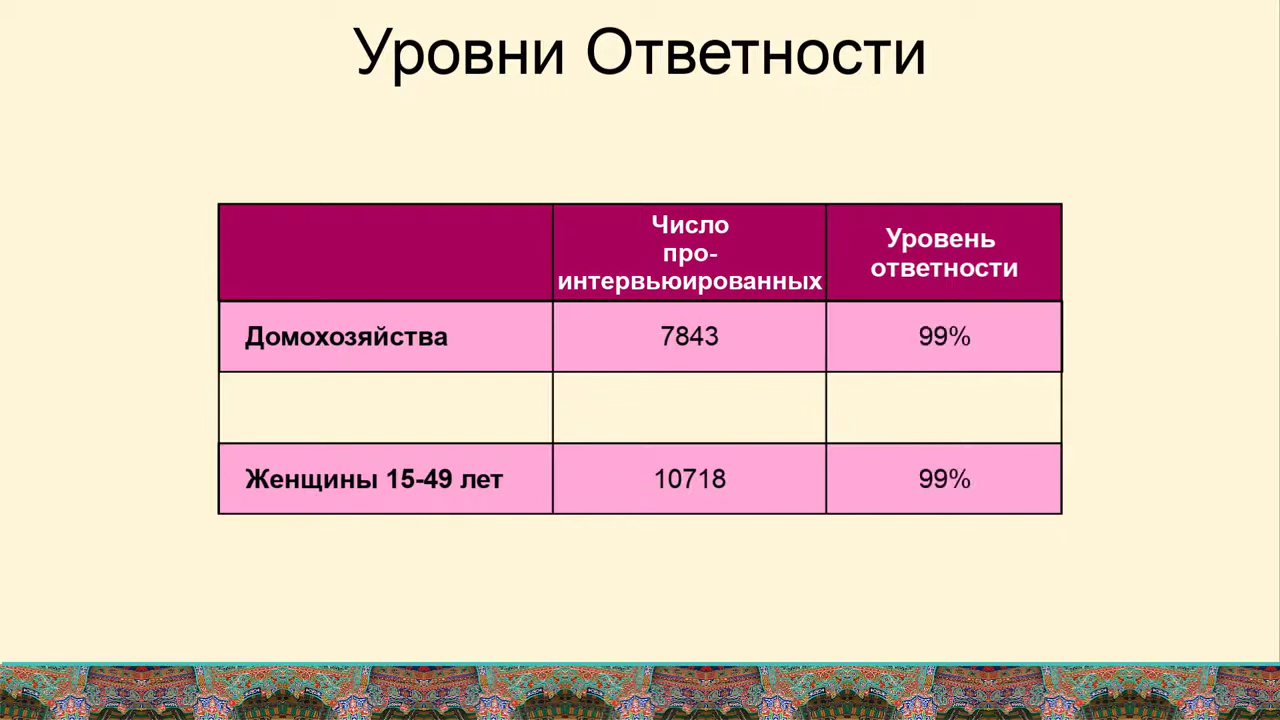 Уровни Ответности
Число
про-
интервьюированных
Уровень
ответности
Домохозяйства 7843 99%
Женщины 15-49 лет 10718 99%